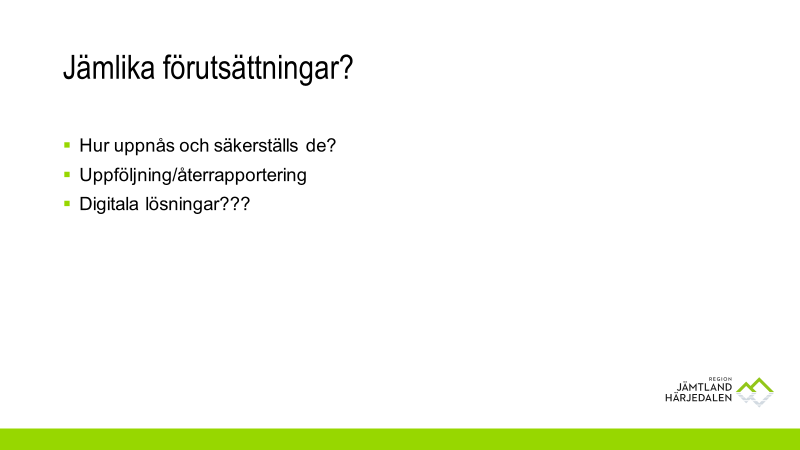 Jämlika förutsättningar?
Hur uppnås och säkerställs de?
Uppföljning/återrapportering
Digitala lösningar???
REGION
JÄMTLAND
HÄRJEDALEN